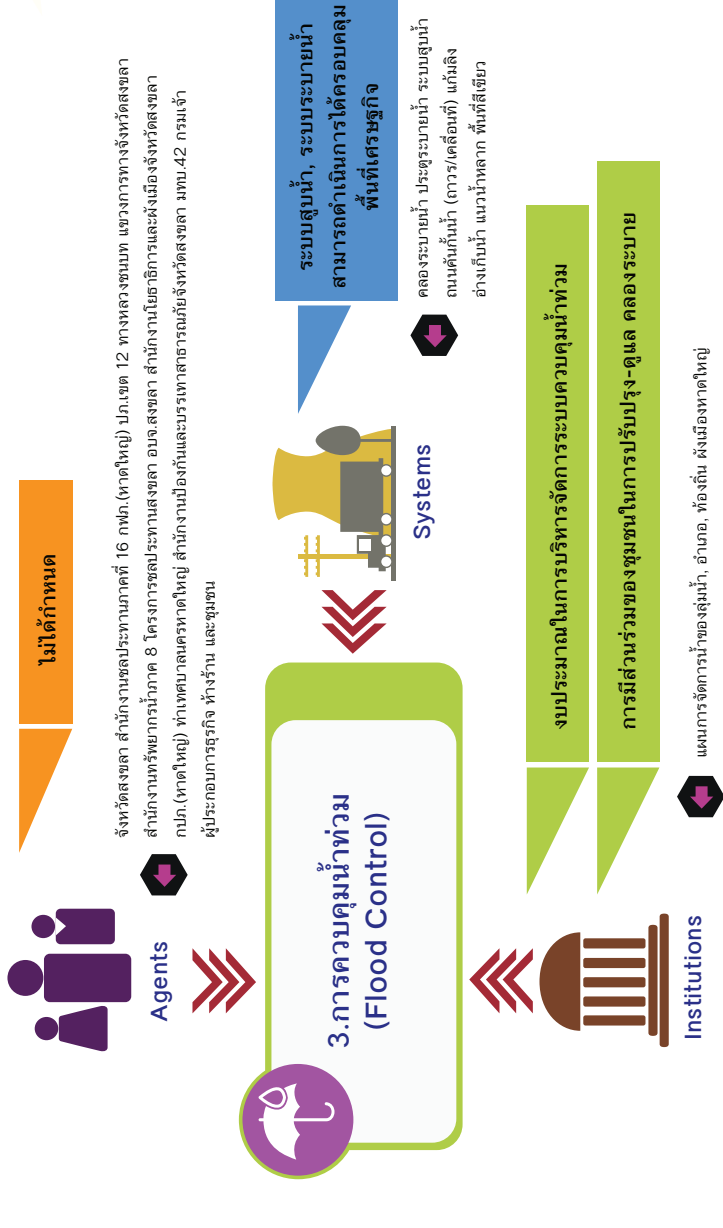 ไม่ได้กำหนด
Agents
จังหวัดสงขลา สำนักงานชลประทานภาคที่ 16 กฟภ.(หาดใหญ่) ปภ.เขต 12 ทางหลวงชนบท แขวงการทางจังหวัดสงขลา
สำนักงานทรัพยากรน้ำภาค 8 โครงการชลประทานสงขลา อบจ.สงขลา สำนักงานโยธาธิการและผังเมืองจังหวัดสงขลา
กปภ.(หาดใหญ่) ท่าเทศบาลนครหาดใหญ่ สำนักงานป้องกันและบรรเทาสาธารณภัยจังหวัดสงขลา มทบ.42 กรมเจ้า
ผู้ประกอบการธุรกิจ ห้างร้าน และชุมชน
3.การควบคุมน้ำท่วม
(Flood Control)
Systems
ระบบสูบน้ำ, ระบบระบายน้ำ
สามารถดำเนินการได้ครอบคลุม
พื้นที่เศรษฐกิจ
คลองระบายน้ำ ประตูระบายน้ำ ระบบสูบน้ำ
ถนนคันกั้นน้ำ (ถาวร/เคลื่อนที่) แก้มลิง
อ่างเก็บน้ำ แนวน้ำหลาก พื้นที่สีเขียว
Institutions
งบประมาณในการบริหารจัดการระบบควบคุมน้ำท่วม
การมีส่วนร่วมของชุมชนในการปรับปรุง-ดูแล คลองระบาย
แผนการจัดการน้ำของลุ่มน้ำ, อำเภอ, ท้องถิ่น ผังเมืองหาดใหญ่